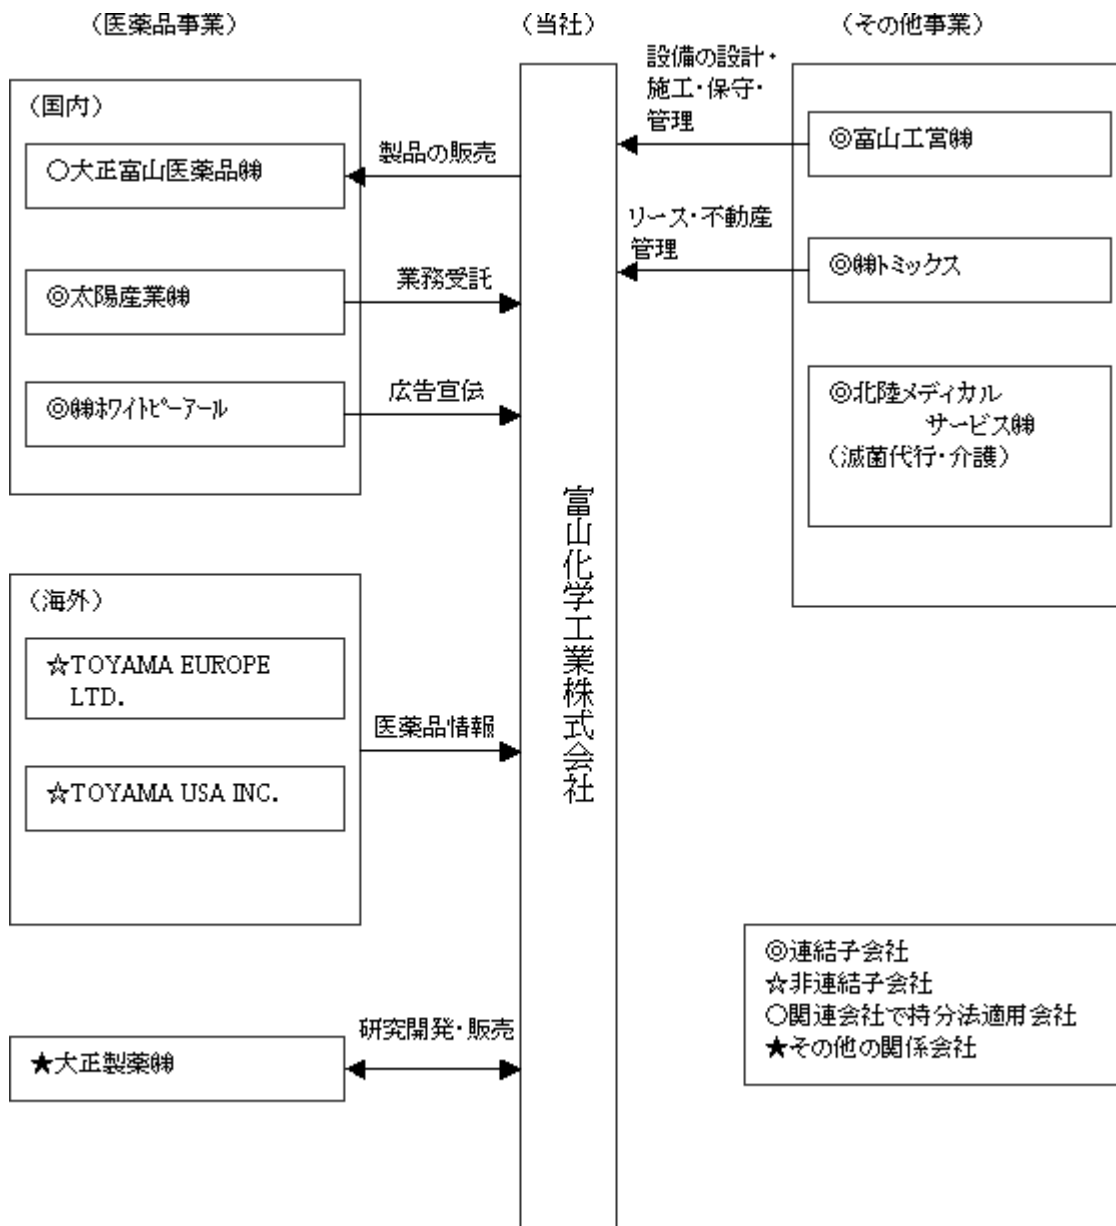 （医薬品事業）
（国内）
○大正富山医薬品㈱
◎太陽産業㈱
◎㈱ﾎﾜｲﾄﾋﾟｰｱｰﾙ
（海外）
☆TOYAMA EUROPE
LTD.
☆TOYAMA USA INC.
★大正製薬㈱
製品の販売
業務受託
広告宣伝
医薬品情報
研究開発・販売
（当社）
富山化学工業株式会社
（その他事業）
設備の設計・
施工・保守・
管理
◎富山工営㈱
リース・不動産
管理
◎㈱トミックス
◎北陸メディカル
サービス㈱
（滅菌代行・介護）
◎連結子会社
☆非連結子会社
○関連会社で持分法適用会社
★その他の関係会社